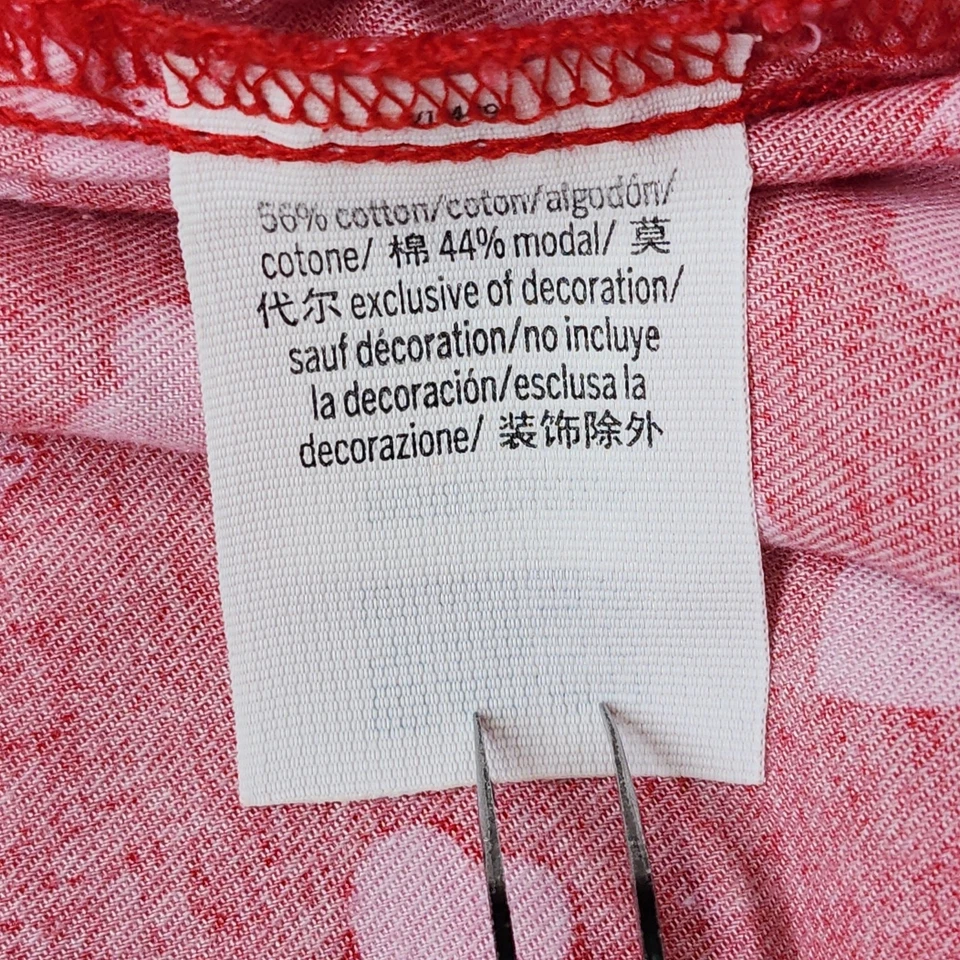 56% cotton/coton/algodón/
cotone/ 棉 44% modal/ 莫
代尔 exclusive of decoration/
sauf décoration/no incluye
la decoración/esclusa la
decorazione/ 装饰除外